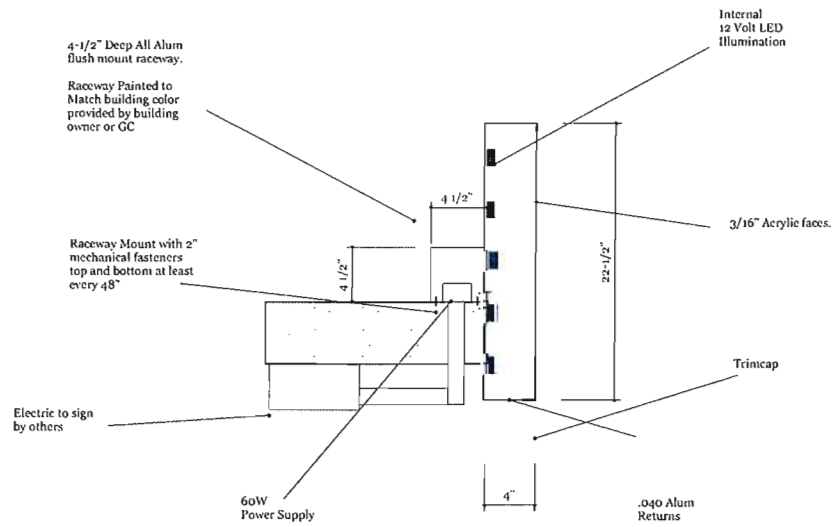 Internal
12 Volt LED
Illumination
4-1/2" Deep All Alum
flush mount raceway.
Raceway Painted to
Match building color
provided by building
owner or GC
4 1/2"
3/16" Acrylic faces.
Raceway Mount with 2"
mechanical fasteners
top and bottom at least
every 48"
4 1/2"
22-1/2"
Trimcap
Electric to sign
by others
60W
Power Supply
4"
.040 Alum
Returns